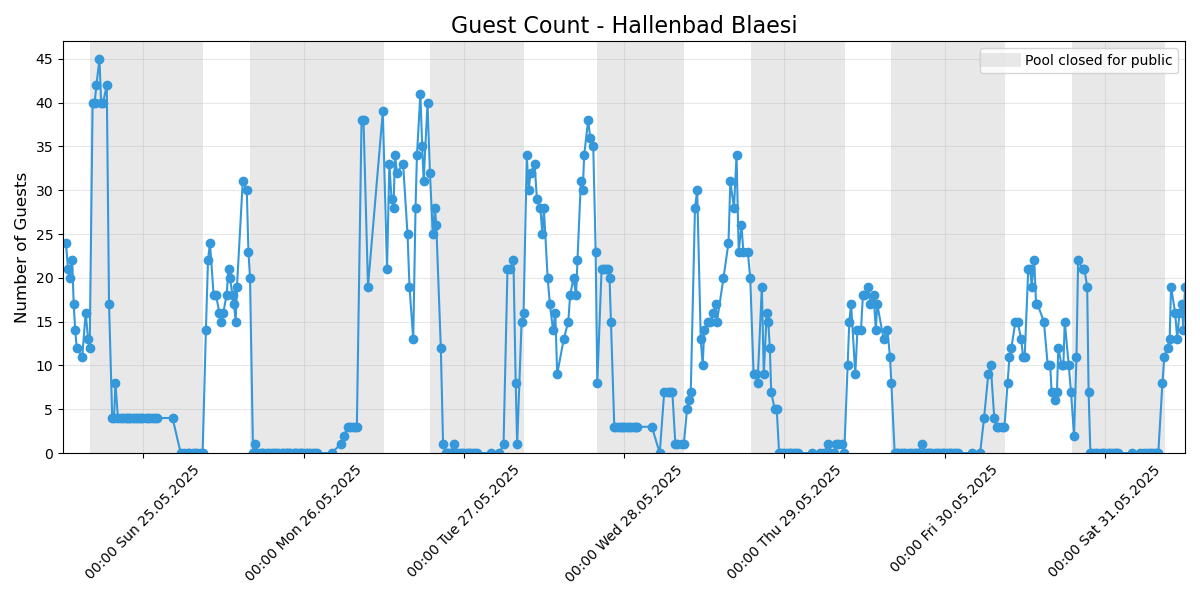 Guest Count - Hallenbad Blaesi
Pool closed for public
Number of Guests
45
40
35
30
25
20
15
10
5
0
00:00 Sun 25.05.2025
00:00 Mon 26.05.2025
00:00 Tue 27.05.2025
00:00 Wed 28.05.2025
00:00 Thu 29.05.2025
00:00 Fri 30.05.2025
00:00 Sat 31.05.2025